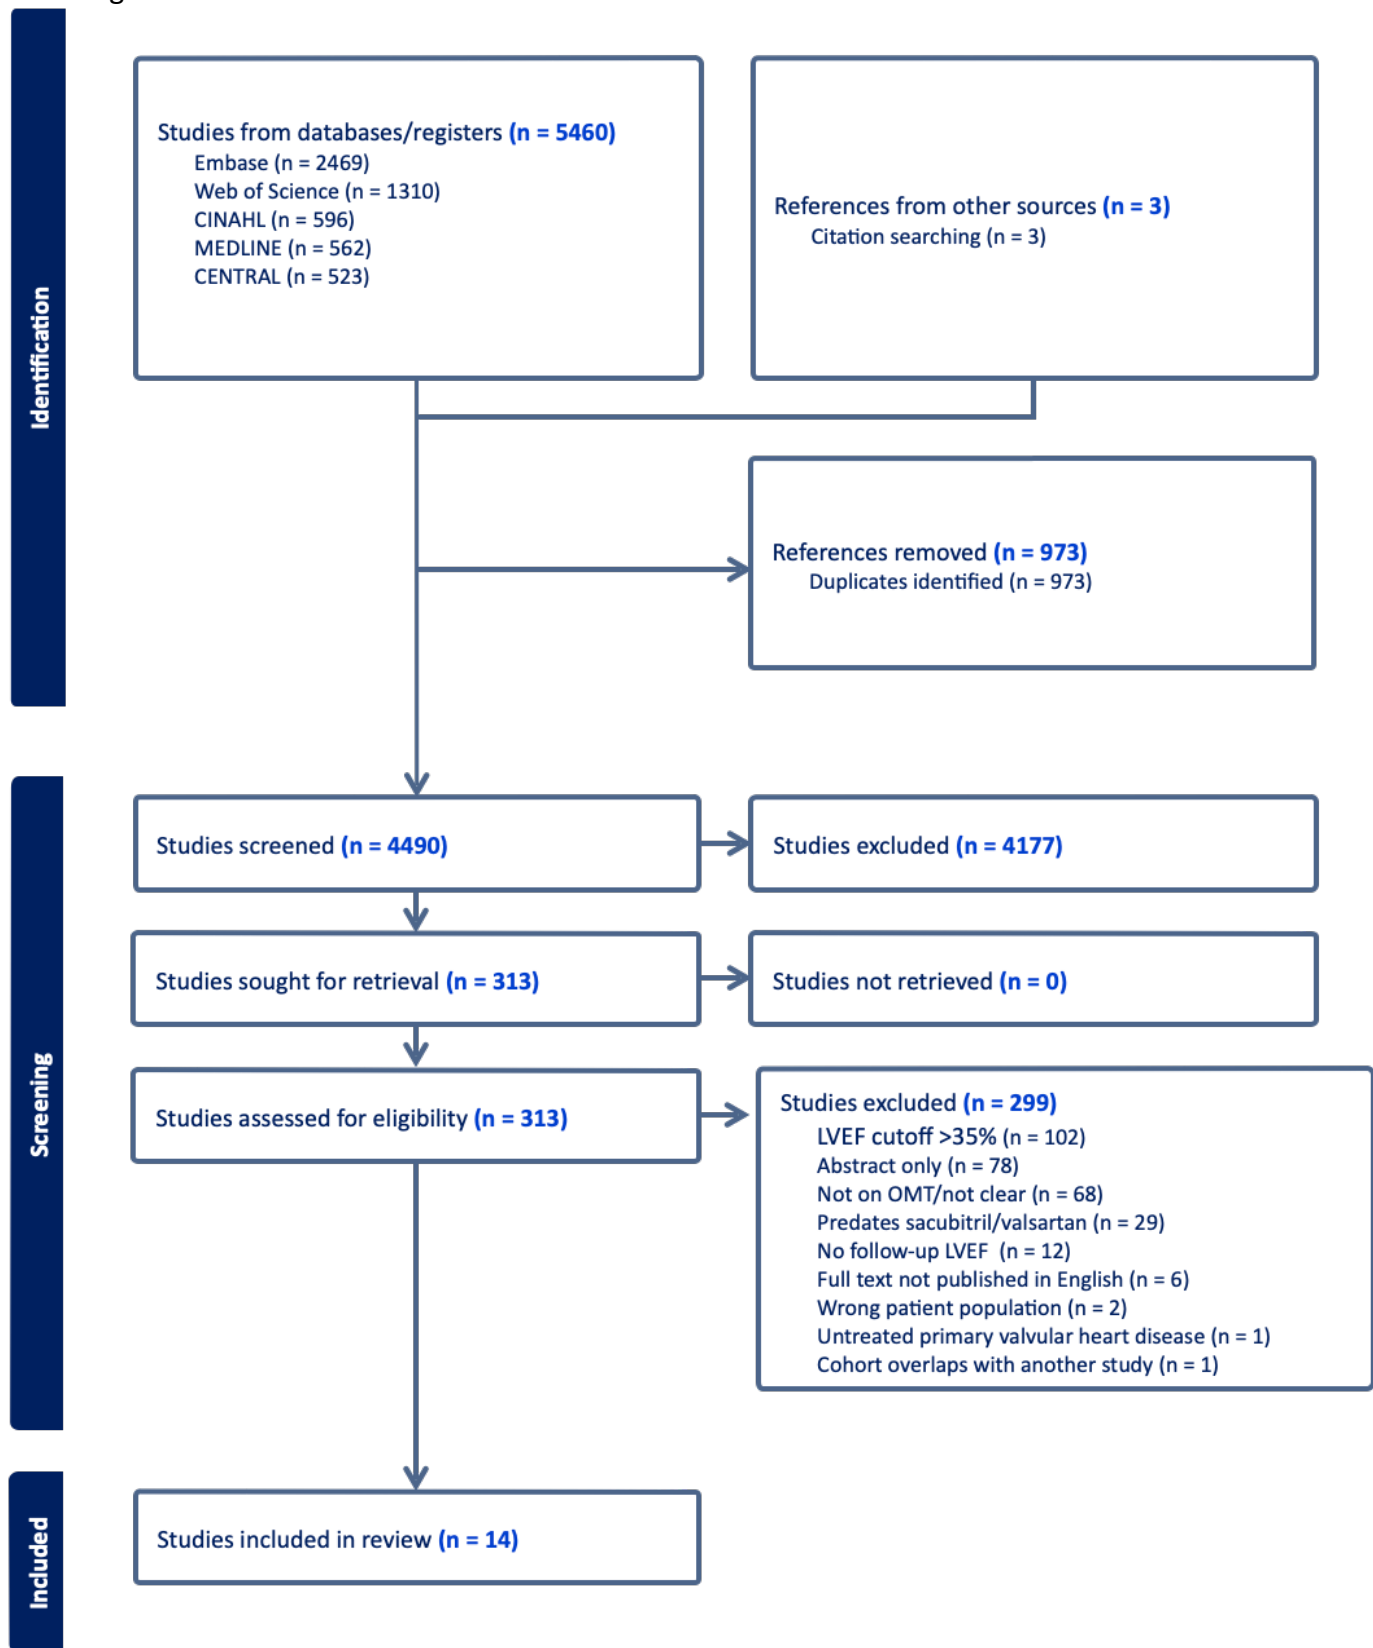 Identification
Studies from databases/registers (n = 5460)
Embase (n = 2469)
Web of Science (n = 1310)
CINAHL (n = 596)
MEDLINE (n = 562)
CENTRAL (n = 523)
References from other sources (n = 3)
Citation searching (n = 3)
References removed (n = 973)
Duplicates identified (n = 973)
Screening
Studies screened (n = 4490)
Studies excluded (n = 4177)
Studies sought for retrieval (n = 313)
Studies not retrieved (n = 0)
Studies assessed for eligibility (n = 313)
Studies excluded (n = 299)
LVEF cutoff >35% (n = 102)
Abstract only (n = 78)
Not on OMT/not clear (n = 68)
Predates sacubitril/valsartan (n = 29)
No follow-up LVEF (n = 12)
Full text not published in English (n = 6)
Wrong patient population (n = 2)
Untreated primary valvular heart disease (n = 1)
Cohort overlaps with another study (n = 1)
Included
Studies included in review (n = 14)